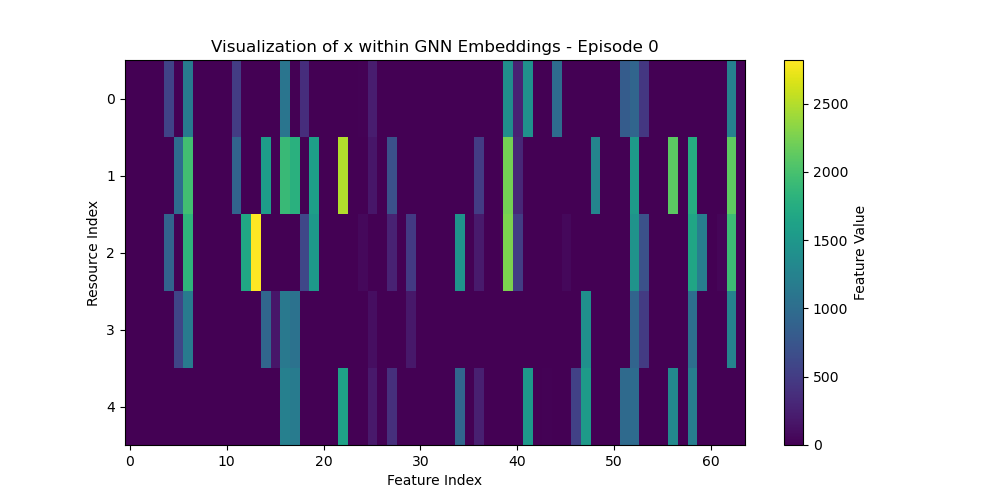 Visualization of x within GNN Embeddings - Episode 0
Resource Index
0
1
2
3
4
0 10 20 30 40 50 60
Feature Index
2500
2000
1500
1000
500
0
Feature Value